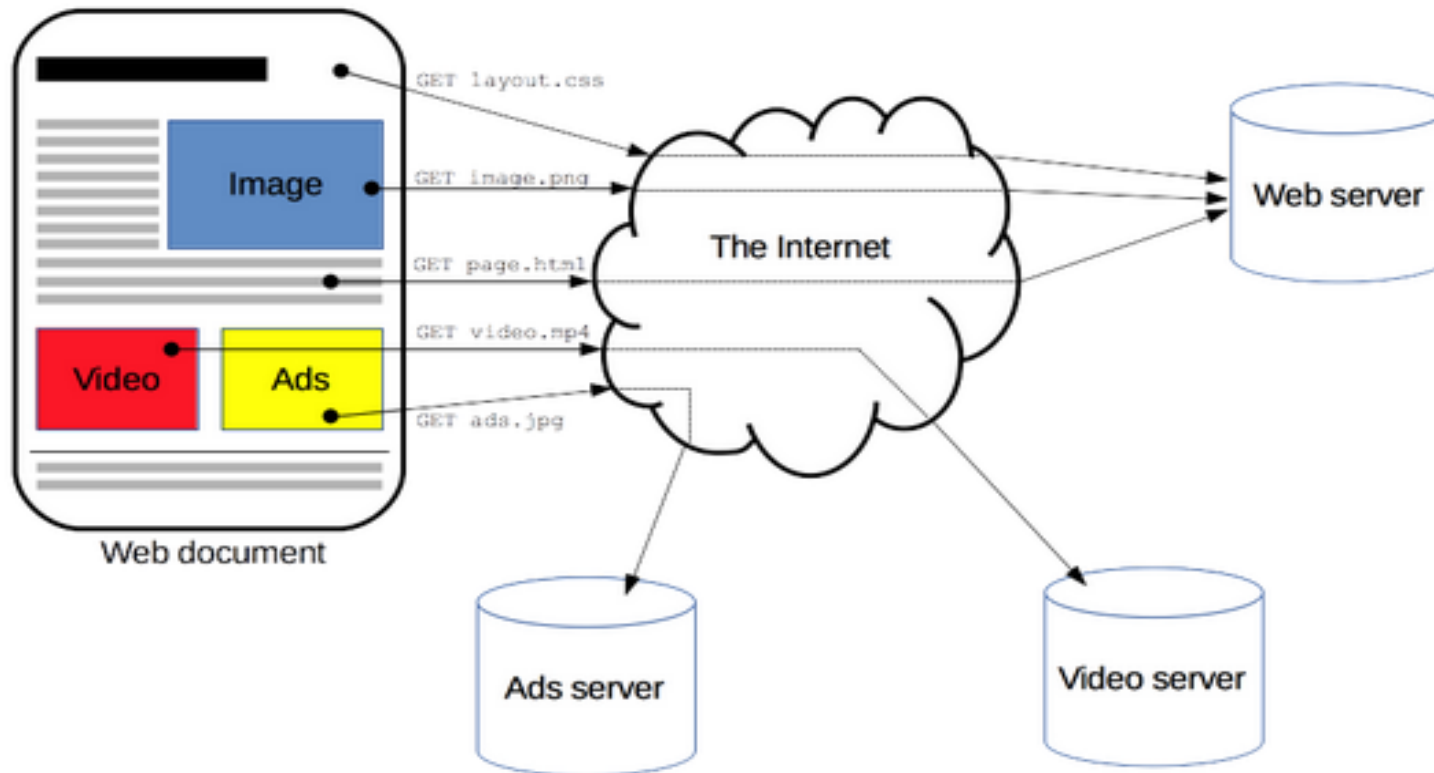 GET layout.css
Image
GET image.png
Web server
The Internet
GET page.html
GET video.mp4
Video
Ads
GET ads.jpg
Web document
Ads server
Video server